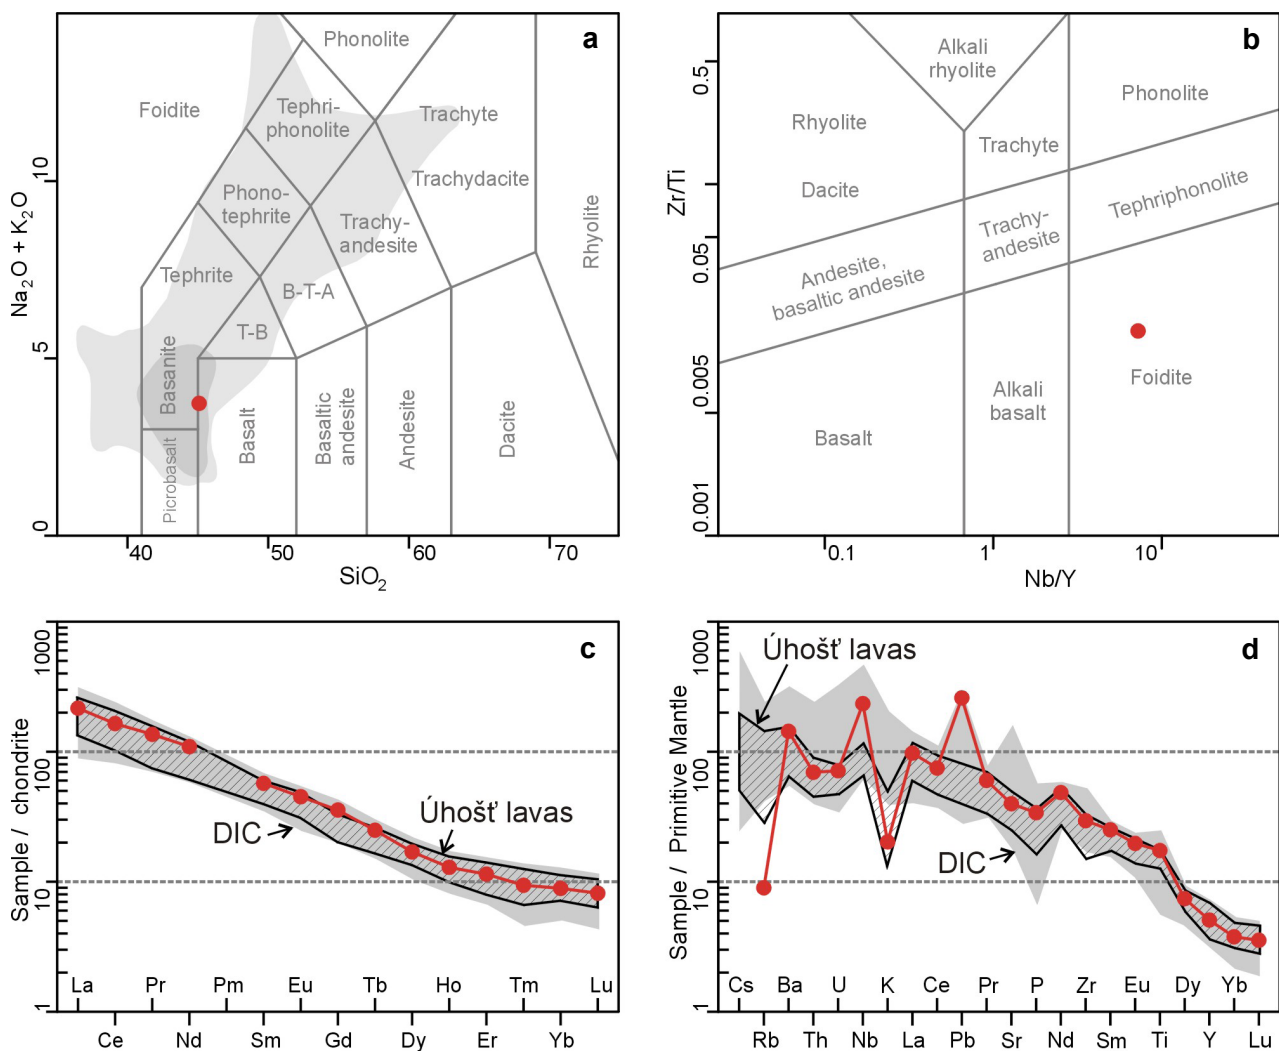 a
Phonolite
Foidite
Tephri-
phonolite
Trachyte
Phono-
tephrite
Trachydacite
Trachy-
andesite
Rhyolite
Tephrite
B-T-A
T-B
Basanite
Picrobasalt
Basalt
Basaltic
andesite
Andesite
Dacite
Na2O + K2O
10
5
0
40
50
60
70
SiO2
b
Alkali
rhyolite
Phonolite
Rhyolite
Trachyte
Dacite
Tephriphonolite
Trachy-
andesite
Andesite,
basaltic andesite
Foidite
Alkali
basalt
Basalt
Zr/Ti
0.5
0.05
0.005
0.001
0.1
1
10
Nb/Y
c
Úhošť lavas
DIC
Sample / chondrite
1000
100
10
1
La
Pr
Pm
Eu
Tb
Ho
Tm
Lu
Ce
Nd
Sm
Gd
Dy
Er
Yb
d
Úhošť lavas
DIC
Sample / Primitive Mantle
1000
100
10
1
Cs
Ba
U
K
Ce
Pr
P
Zr
Eu
Dy
Yb
Rb
Th
Nb
La
Pb
Sr
Nd
Sm
Ti
Y
Lu